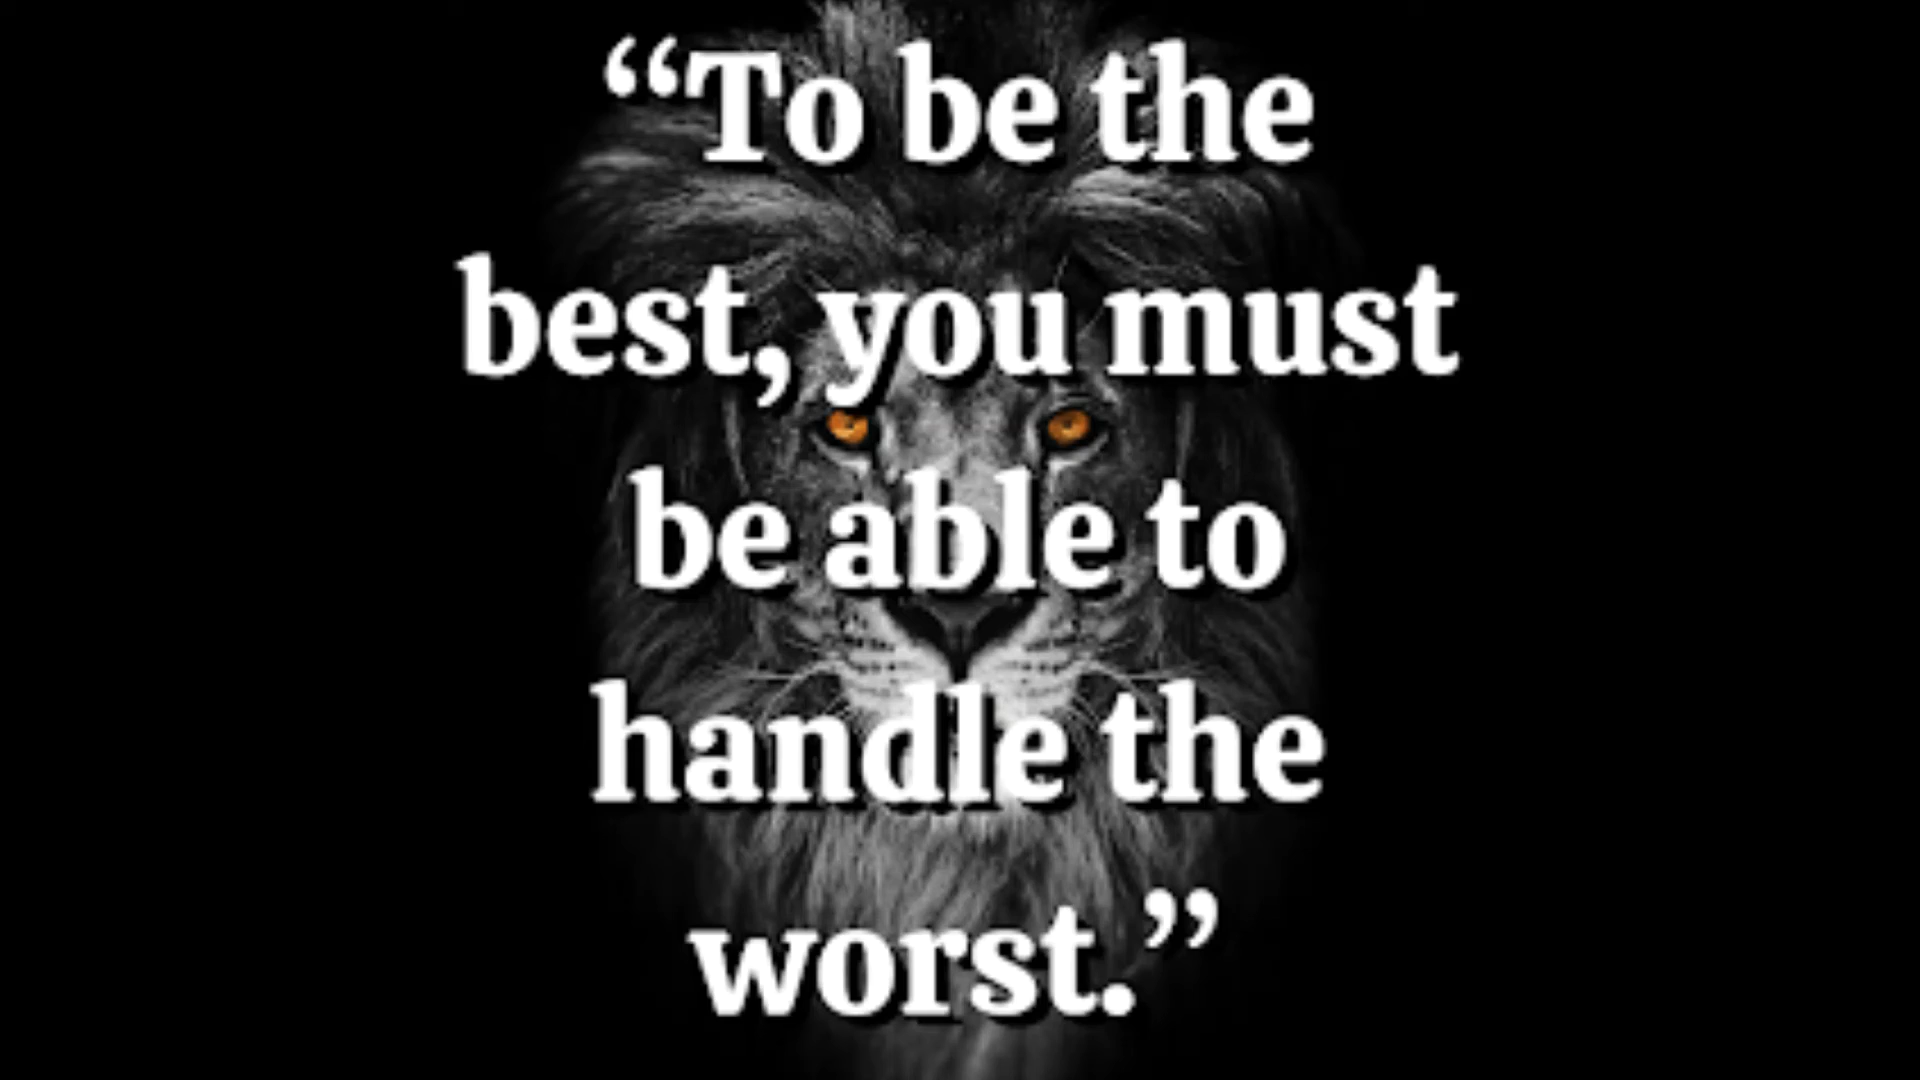 “To be the
best, you must
be able to
handle the
worst.”